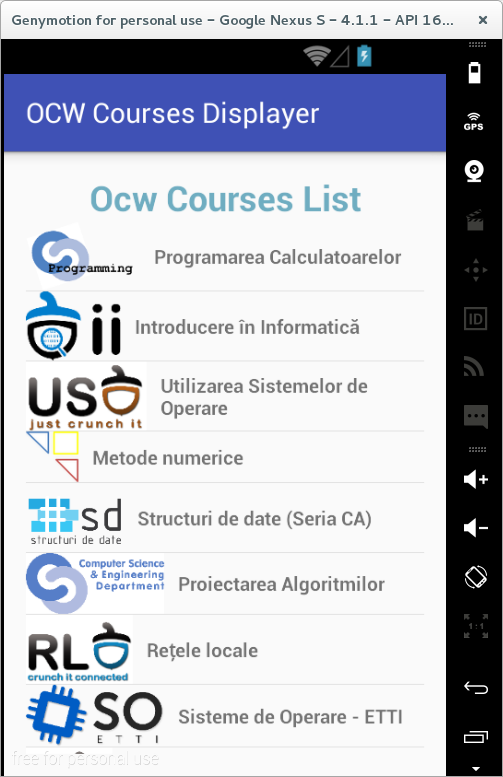 Genymotion for personal use – Google Nexus S – 4.1.1 – API 16...
OCW Courses Displayer
GPS
Ocw Courses List
Programming
Programarea Calculatoarelor
ID
ii
Introducere în Informatică
USO
just crunch it
Utilizarea Sistemelor de
Operare
Metode numerice
sd
structuri de date
Structuri de date (Seria CA)
Computer Science
& Engineering
Department
Proiectarea Algoritmilor
1:1
RLO
crunch it connected
Rețele locale
SO
ETTI
Sisteme de Operare - ETTI
free for personal use